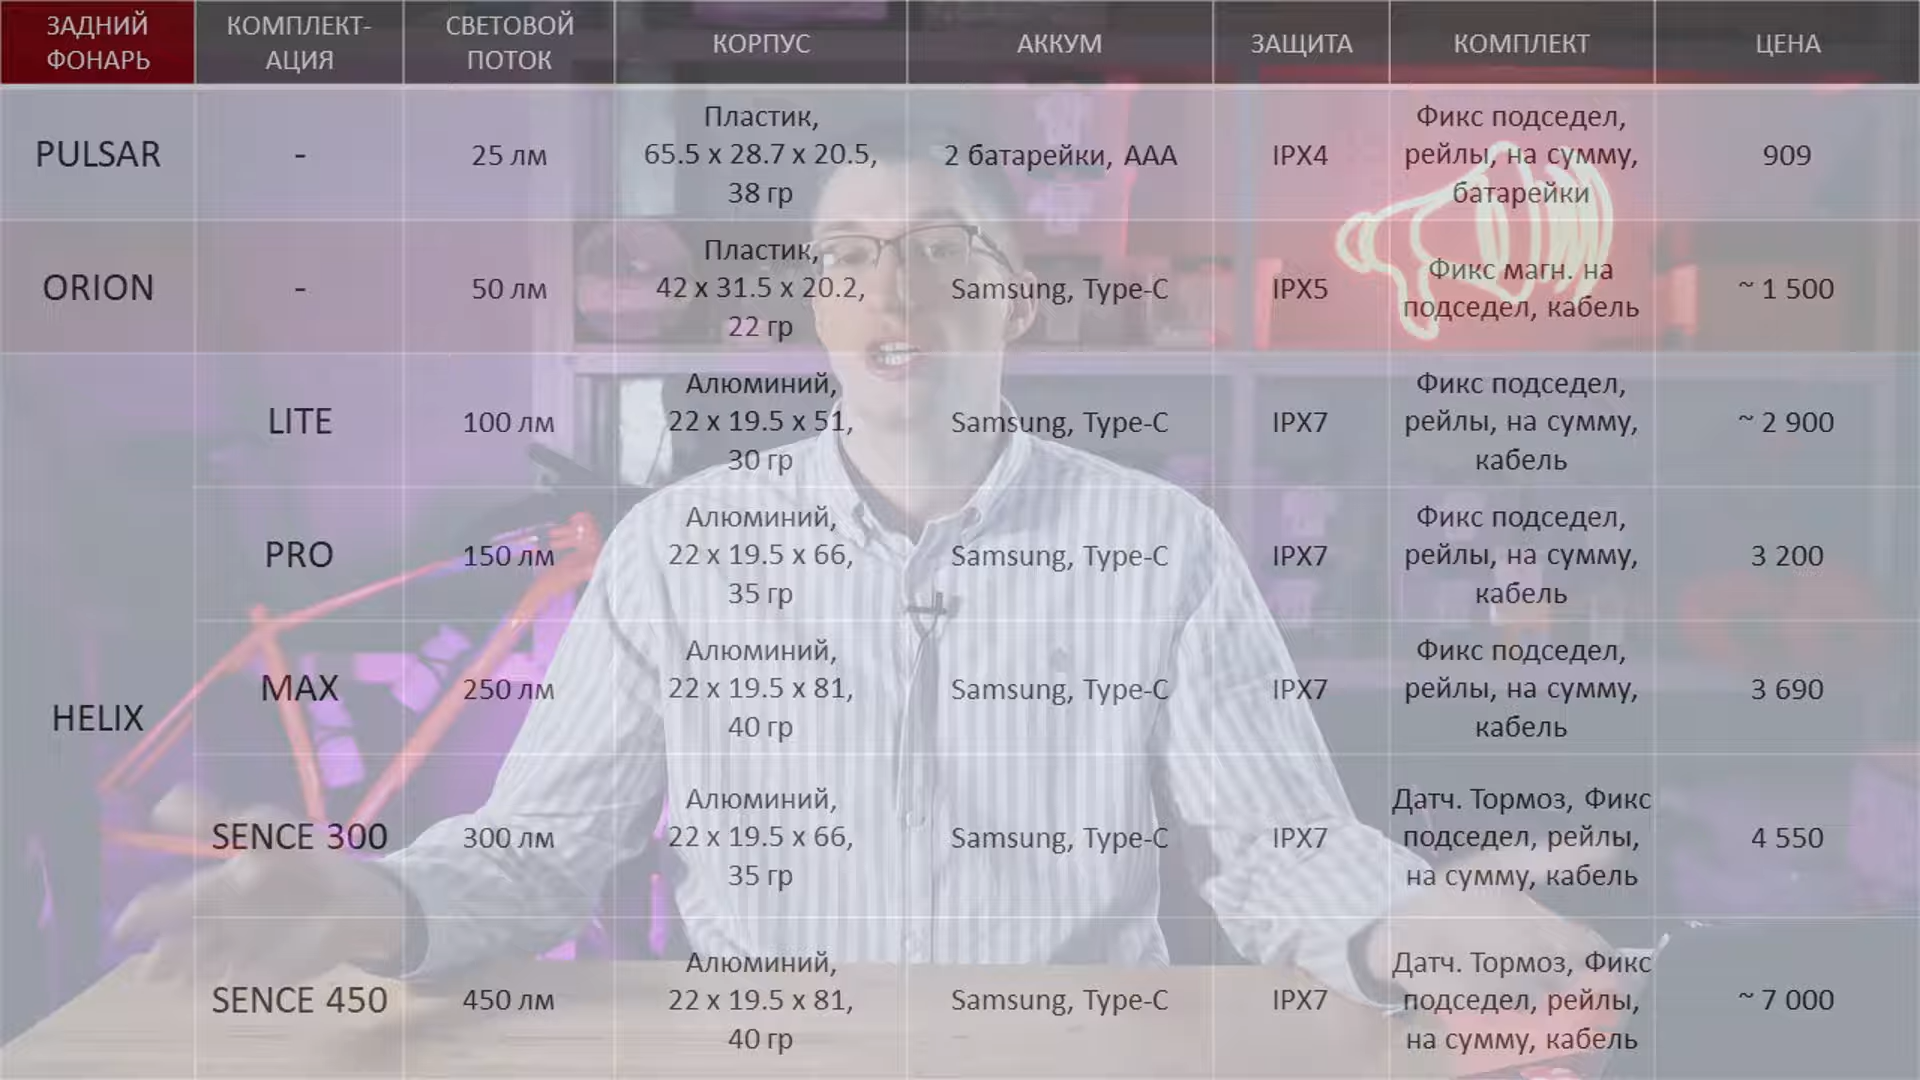 ЗАДНИЙ
ФОНАРЬ
КОМПЛЕКТ-
АЦИЯ
СВЕТОВОЙ
ПОТОК
КОРПУС
АККУМ
ЗАЩИТА
КОМПЛЕКТ
ЦЕНА
PULSAR
-
25 лм
Пластик,
65.5 x 28.7 x 20.5,
38 гр
2 батарейки, ААА
IPX4
Фикс подседел,
рейлы, на сумму,
батарейки
909
ORION
-
50 лм
Пластик,
42 x 31.5 x 20.2,
22 гр
Samsung, Type-C
IPX5
Фикс магн. на
подседел, кабель
~ 1 500
HELIX
LITE
100 лм
Алюминий,
22 x 19.5 x 51,
30 гр
Samsung, Type-C
IPX7
Фикс подседел,
рейлы, на сумму,
кабель
~ 2 900
PRO
150 лм
Алюминий,
22 x 19.5 x 66,
35 гр
Samsung, Type-C
IPX7
Фикс подседел,
рейлы, на сумму,
кабель
3 200
MAX
250 лм
Алюминий,
22 x 19.5 x 81,
40 гр
Samsung, Type-C
IPX7
Фикс подседел,
рейлы, на сумму,
кабель
3 690
SENCE 300
300 лм
Алюминий,
22 x 19.5 x 66,
35 гр
Samsung, Type-C
IPX7
Датч. Тормоз, Фикс
подседел, рейлы,
на сумму, кабель
4 550
SENCE 450
450 лм
Алюминий,
22 x 19.5 x 81,
40 гр
Samsung, Type-C
IPX7
Датч. Тормоз, Фикс
подседел, рейлы,
на сумму, кабель
~ 7 000